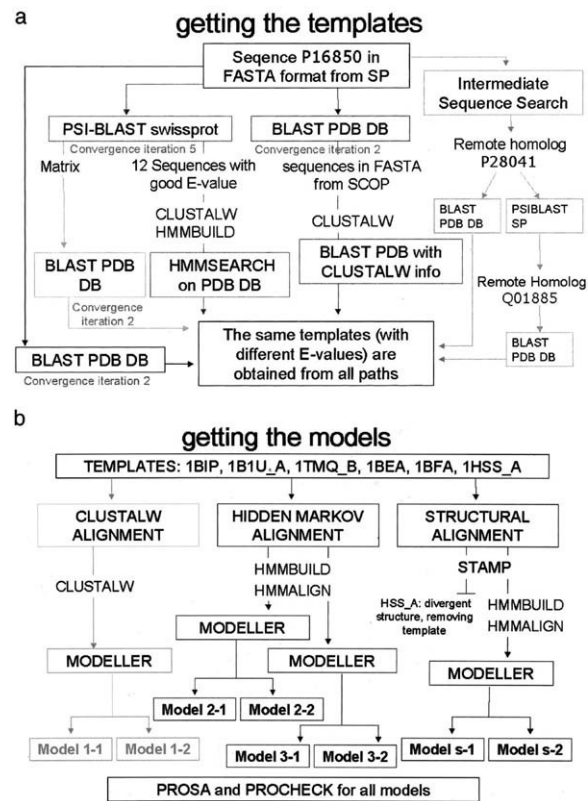 a
getting the templates
Seqence P16850 in
FASTA format from SP
PSI-BLAST swissprot
Convergence iteration 5
BLAST PDB DB
Convergence iteration 2
Intermediate
Sequence Search
Matrix
12 Sequences with
good E-value
sequences in FASTA
from SCOP
Remote homolog
P28041
CLUSTALW
HMMBUILD
CLUSTALW
BLAST
PDB DB
PSIBLAST
SP
BLAST PDB
DB
HMMSEARCH
on PDB DB
BLAST PDB with
CLUSTALW info
Remote Homolog
Q01885
Convergence
iteration 2
BLAST PDB DB
Convergence iteration 2
The same templates (with
different E-values) are
obtained from all paths
BLAST
PDB DB
b
getting the models
TEMPLATES: 1BIP, 1B1U_A, 1TMQ_B, 1BEA, 1BFA, 1HSS_A
CLUSTALW
ALIGNMENT
HIDDEN MARKOV
ALIGNMENT
STRUCTURAL
ALIGNMENT
CLUSTALW
HMMBUILD
HMMALIGN
STAMP
HSS_A: divergent
structure, removing
template
HMMBUILD
HMMALIGN
MODELLER
MODELLER
MODELLER
MODELLER
Model 1-1
Model 1-2
Model 2-1
Model 2-2
Model 3-1
Model 3-2
Model s-1
Model s-2
PROSA and PROCHECK for all models